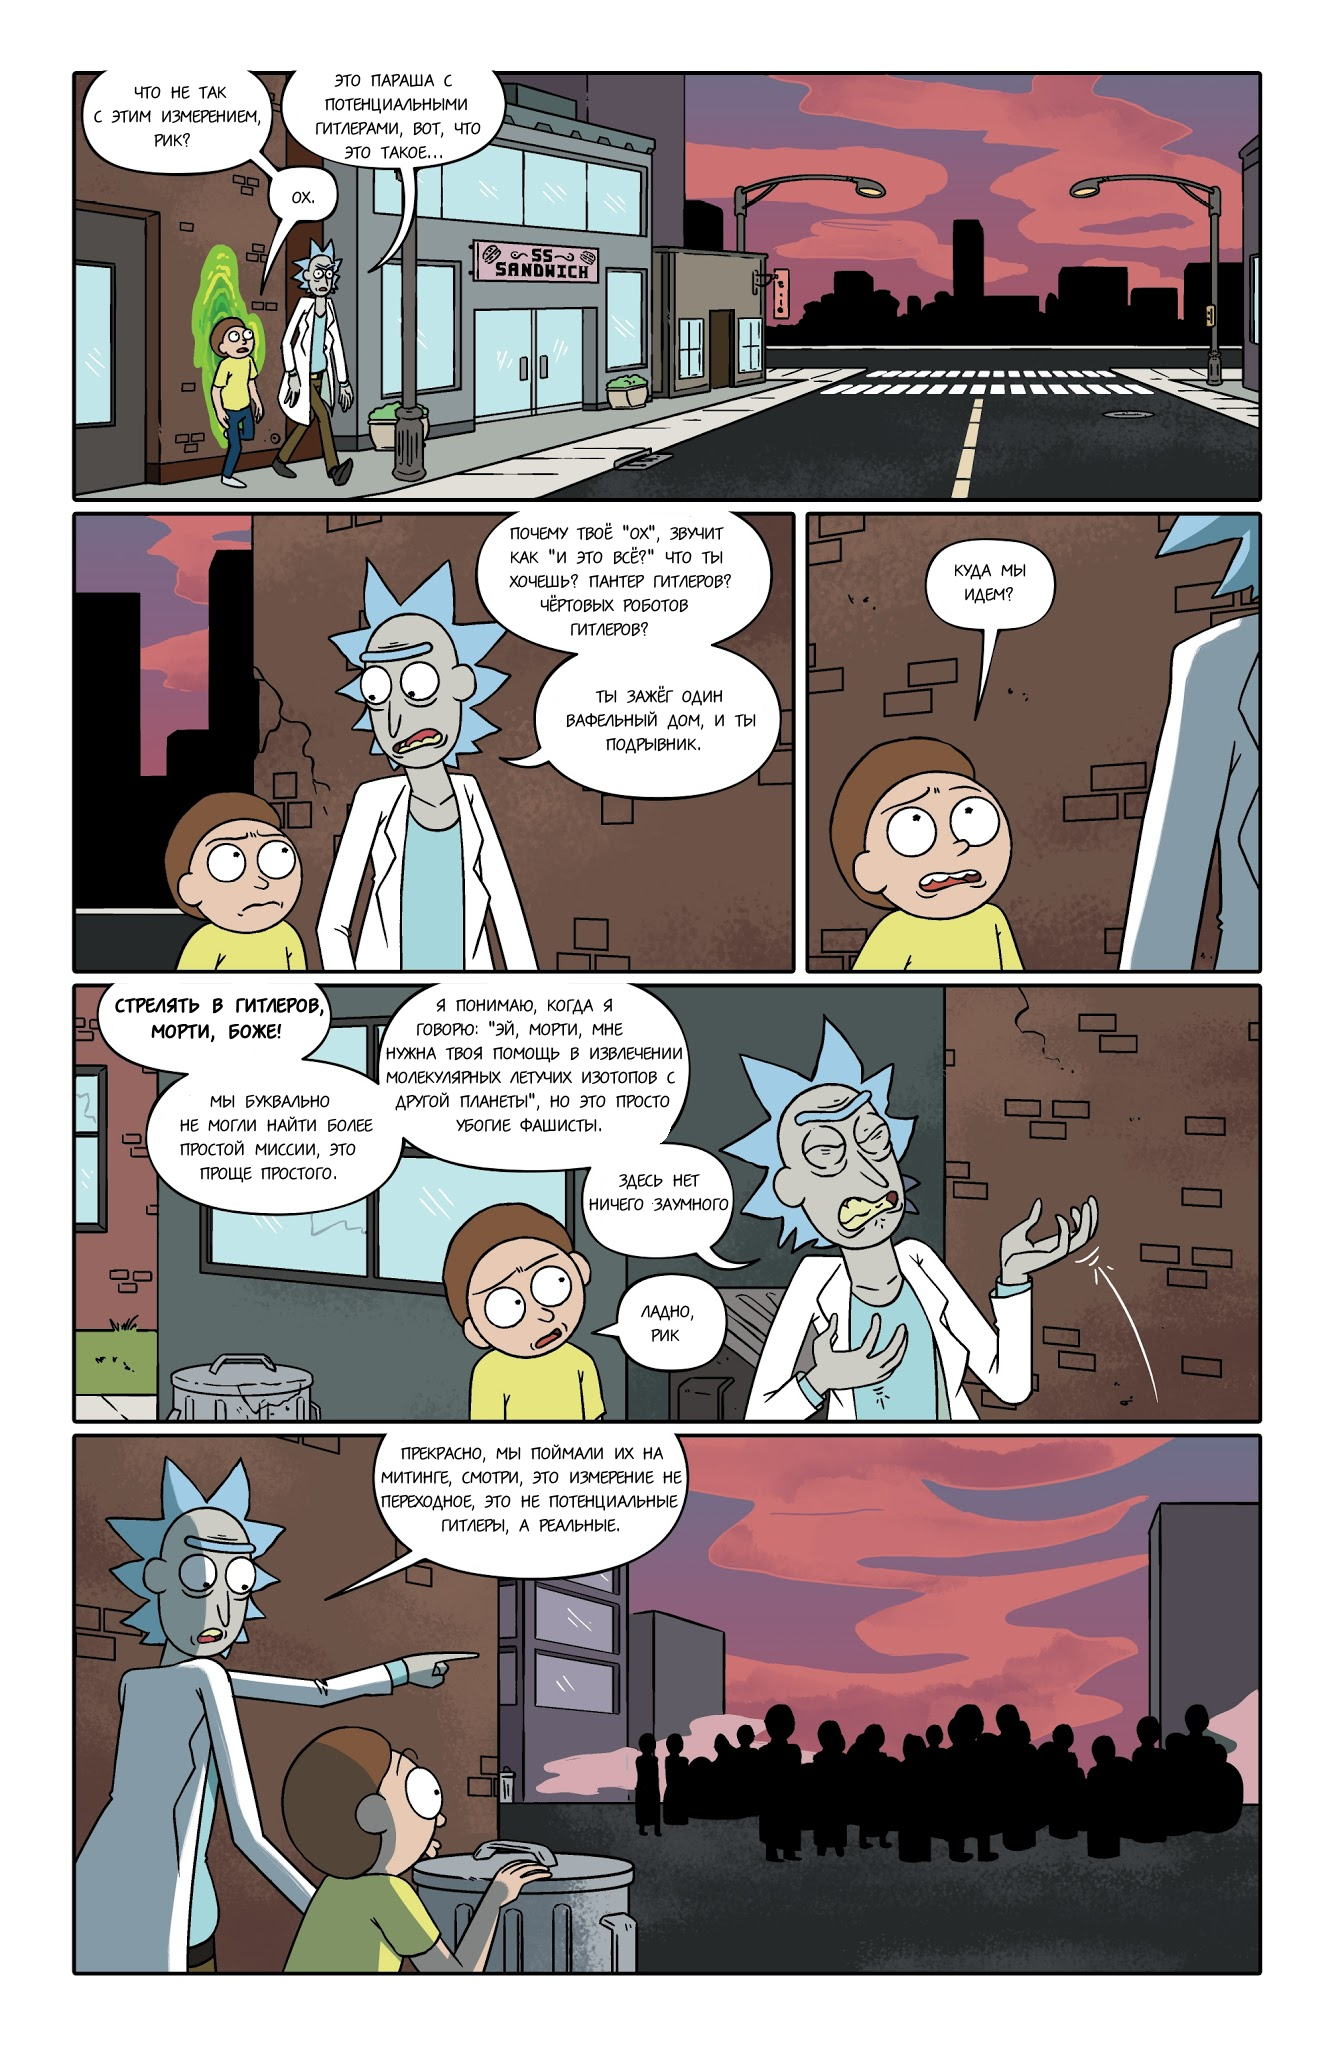 ЧТО НЕ ТАК
С ЭТИМ ИЗМЕРЕНИЕМ,
РИК?
ЭТО ПАРАША С
ПОТЕНЦИАЛЬНЫМИ
ГИТЛЕРАМИ, ВОТ, ЧТО
ЭТО ТАКОЕ...
ОХ.
SS
SANDWICH
ПОЧЕМУ ТВОЁ "ОХ", ЗВУЧИТ
КАК "И ЭТО ВСЁ?" ЧТО ТЫ
ХОЧЕШЬ? ПАНТЕР ГИТЛЕРОВ?
ЧЁРТОВЫХ РОБОТОВ
ГИТЛЕРОВ?
ТЫ ЗАЖЁГ ОДИН
ВАФЕЛЬНЫЙ ДОМ, И ТЫ
ПОДРЫВНИК.
КУДА МЫ
ИДЕМ?
СТРЕЛЯТЬ В ГИТЛЕРОВ,
МОРТИ, БОЖЕ!
МЫ БУКВАЛЬНО
НЕ МОГЛИ НАЙТИ БОЛЕЕ
ПРОСТОЙ МИССИИ, ЭТО
ПРОЩЕ ПРОСТОГО.
Я ПОНИМАЮ, КОГДА Я
ГОВОРЮ: "ЭЙ, МОРТИ, МНЕ
НУЖНА ТВОЯ ПОМОЩЬ В ИЗВЛЕЧЕНИИ
МОЛЕКУЛЯРНЫХ ЛЕТУЧИХ ИЗОТОПОВ С
ДРУГОЙ ПЛАНЕТЫ", НО ЭТО ПРОСТО
УБОГИЕ ФАШИСТЫ.
ЗДЕСЬ НЕТ
НИЧЕГО ЗАУМНОГО
ЛАДНО,
РИК
ПРЕКРАСНО, МЫ ПОЙМАЛИ ИХ НА
МИТИНГЕ, СМОТРИ, ЭТО ИЗМЕРЕНИЕ НЕ
ПЕРЕХОДНОЕ, ЭТО НЕ ПОТЕНЦИАЛЬНЫЕ
ГИТЛЕРЫ, А РЕАЛЬНЫЕ.